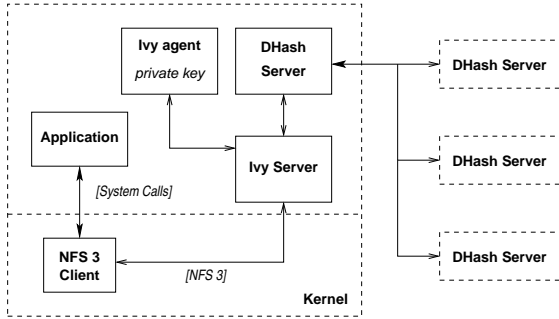 Ivy agent
private key
DHash
Server
DHash Server
Application
Ivy Server
DHash Server
[System Calls]
NFS 3
Client
[NFS 3]
DHash Server
Kernel